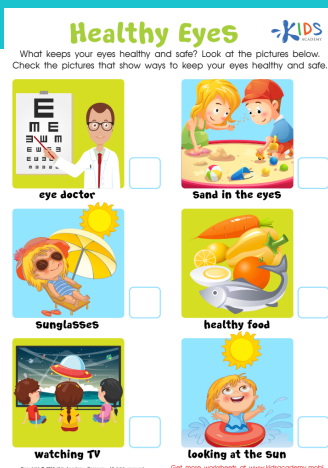 Healthy Eyes
KIDS
ACADEMY
What keeps your eyes healthy and safe? Look at the pictures below.
Check the pictures that show ways to keep your eyes healthy and safe.
E
M E
eye doctor
Sand in the eyes
Sunglasses
healthy food
watching TV
looking at the Sun
Get more worksheets at www.kidsacademy.mobi